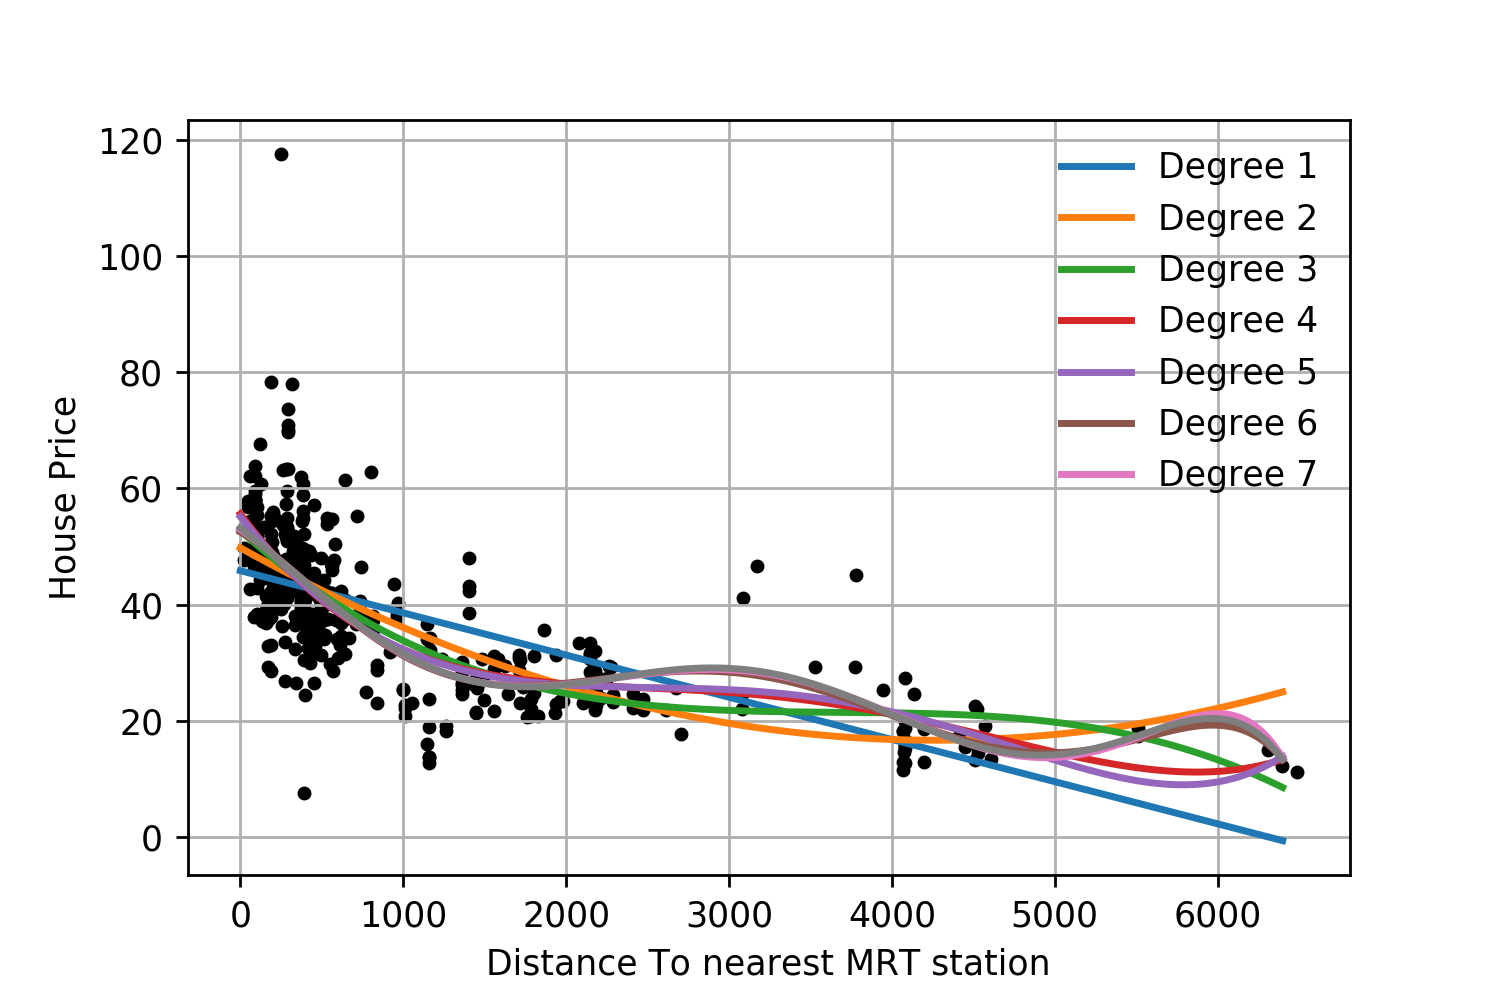 120
100
80
60
40
20
0
House Price
0 1000 2000 3000 4000 5000 6000
Distance To nearest MRT station
Degree 1
Degree 2
Degree 3
Degree 4
Degree 5
Degree 6
Degree 7